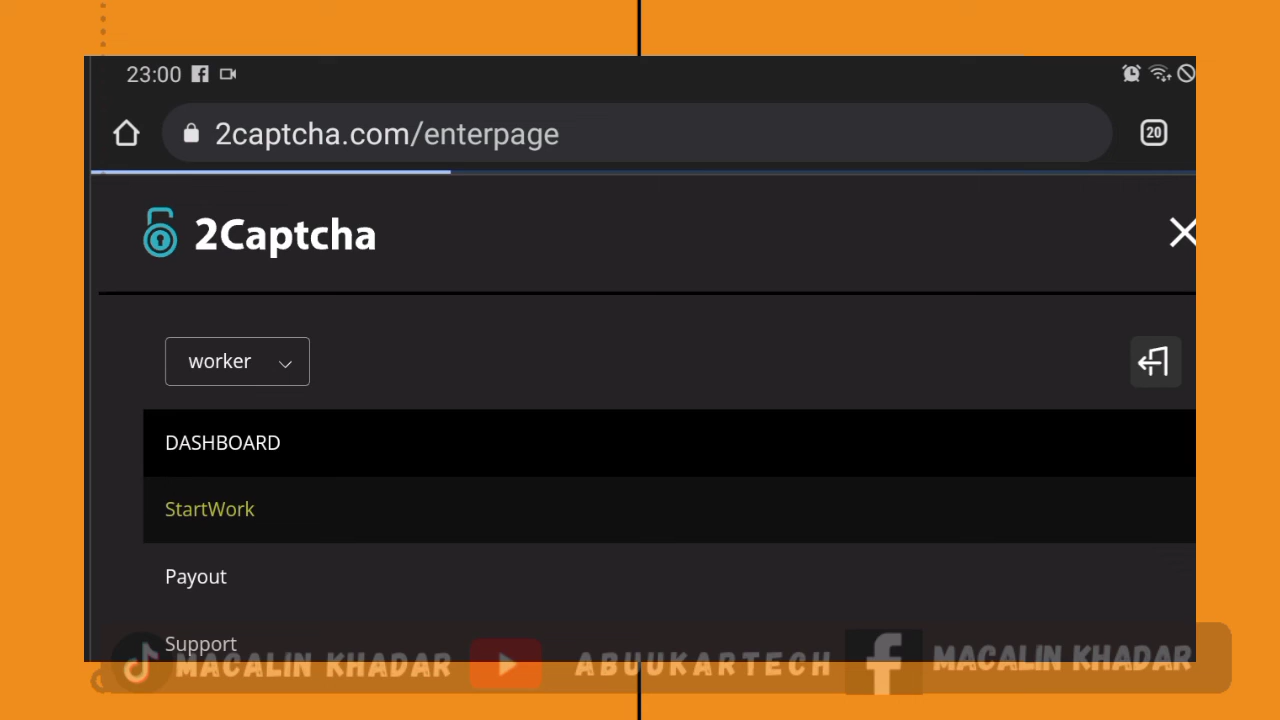 23:00
2captcha.com/enterpage
20
2Captcha
worker
DASHBOARD
StartWork
Payout
Support
MACALIN KHADAR
ABUUKARTECH
MACALIN KHADAR